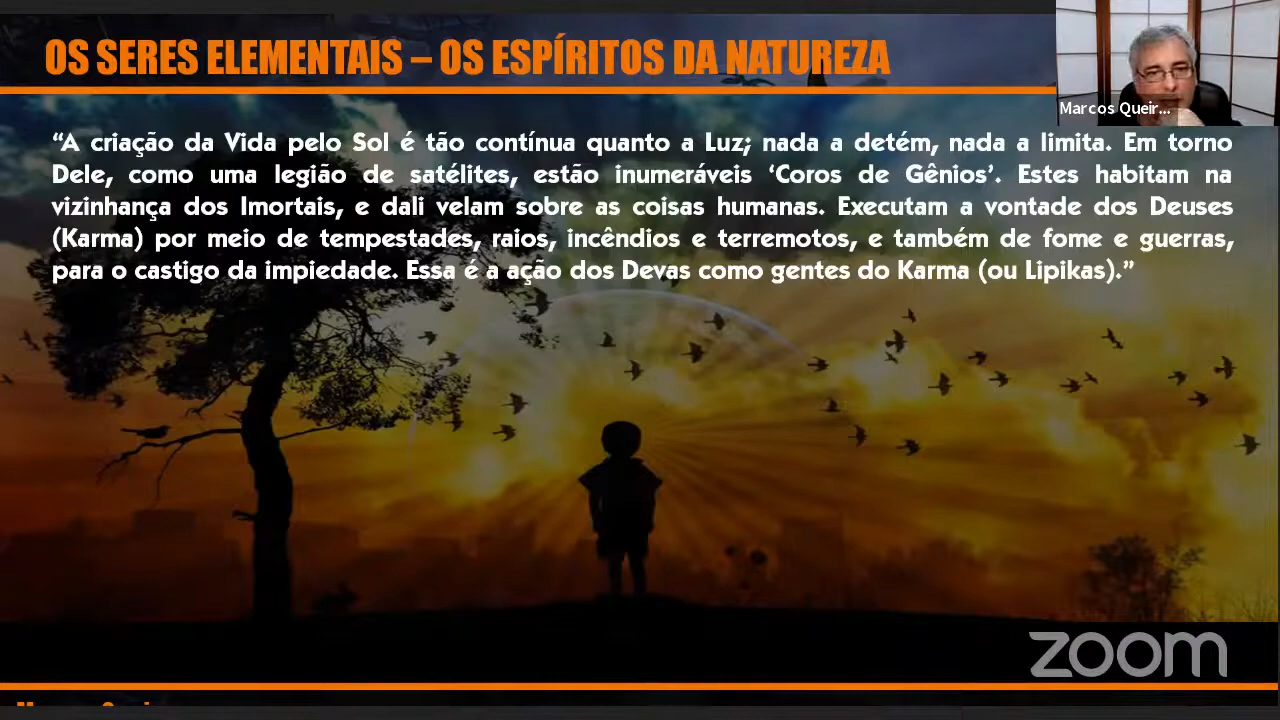 OS SERES ELEMENTAIS – OS ESPÍRITOS DA NATUREZA
Marcos Queir...
“A criação da Vida pelo Sol é tão contínua quanto a Luz; nada a detém, nada a limita. Em torno
Dele, como uma legião de satélites, estão inumeráveis ‘Coros de Gênios’. Estes habitam na
vizinhança dos Imortais, e dali velam sobre as coisas humanas. Executam a vontade dos Deuses
(Karma) por meio de tempestades, raios, incêndios e terremotos, e também de fome e guerras,
para o castigo da impiedade. Essa é a ação dos Devas como gentes do Karma (ou Lipikas).”
zoom